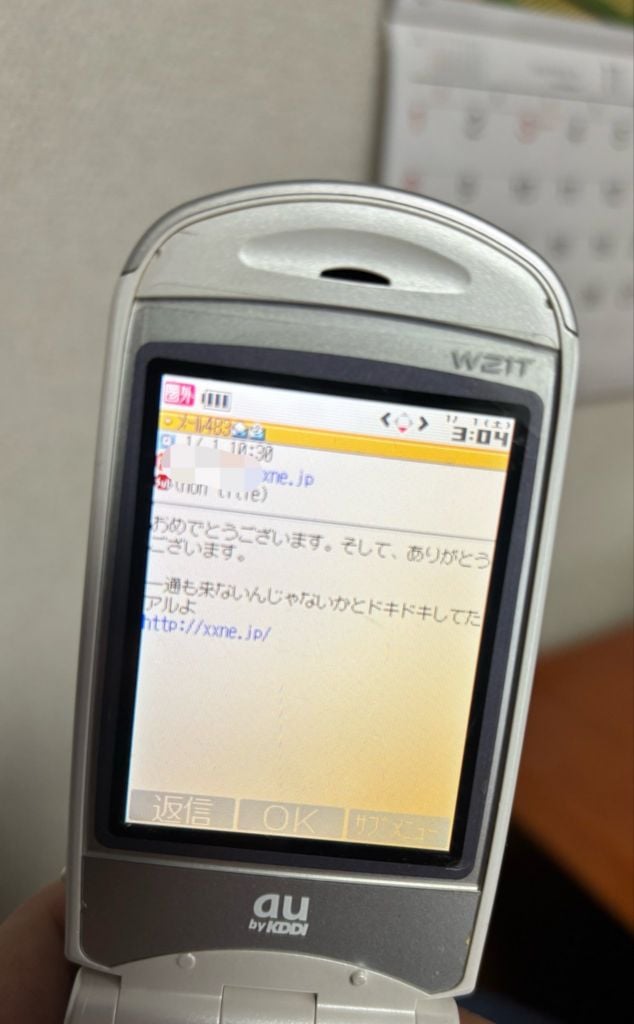 W21T
圏外
1/ 1(土)
3:04
メール483
1/ 1 10:30
xne.jp
title)
おめでとうございます。そして、ありがとう
ございます。
一通も来ないんじゃないかとドキドキしてた
アルよ
http://xxne.jp/
返信 OK サブメニュー
au
by KDDI